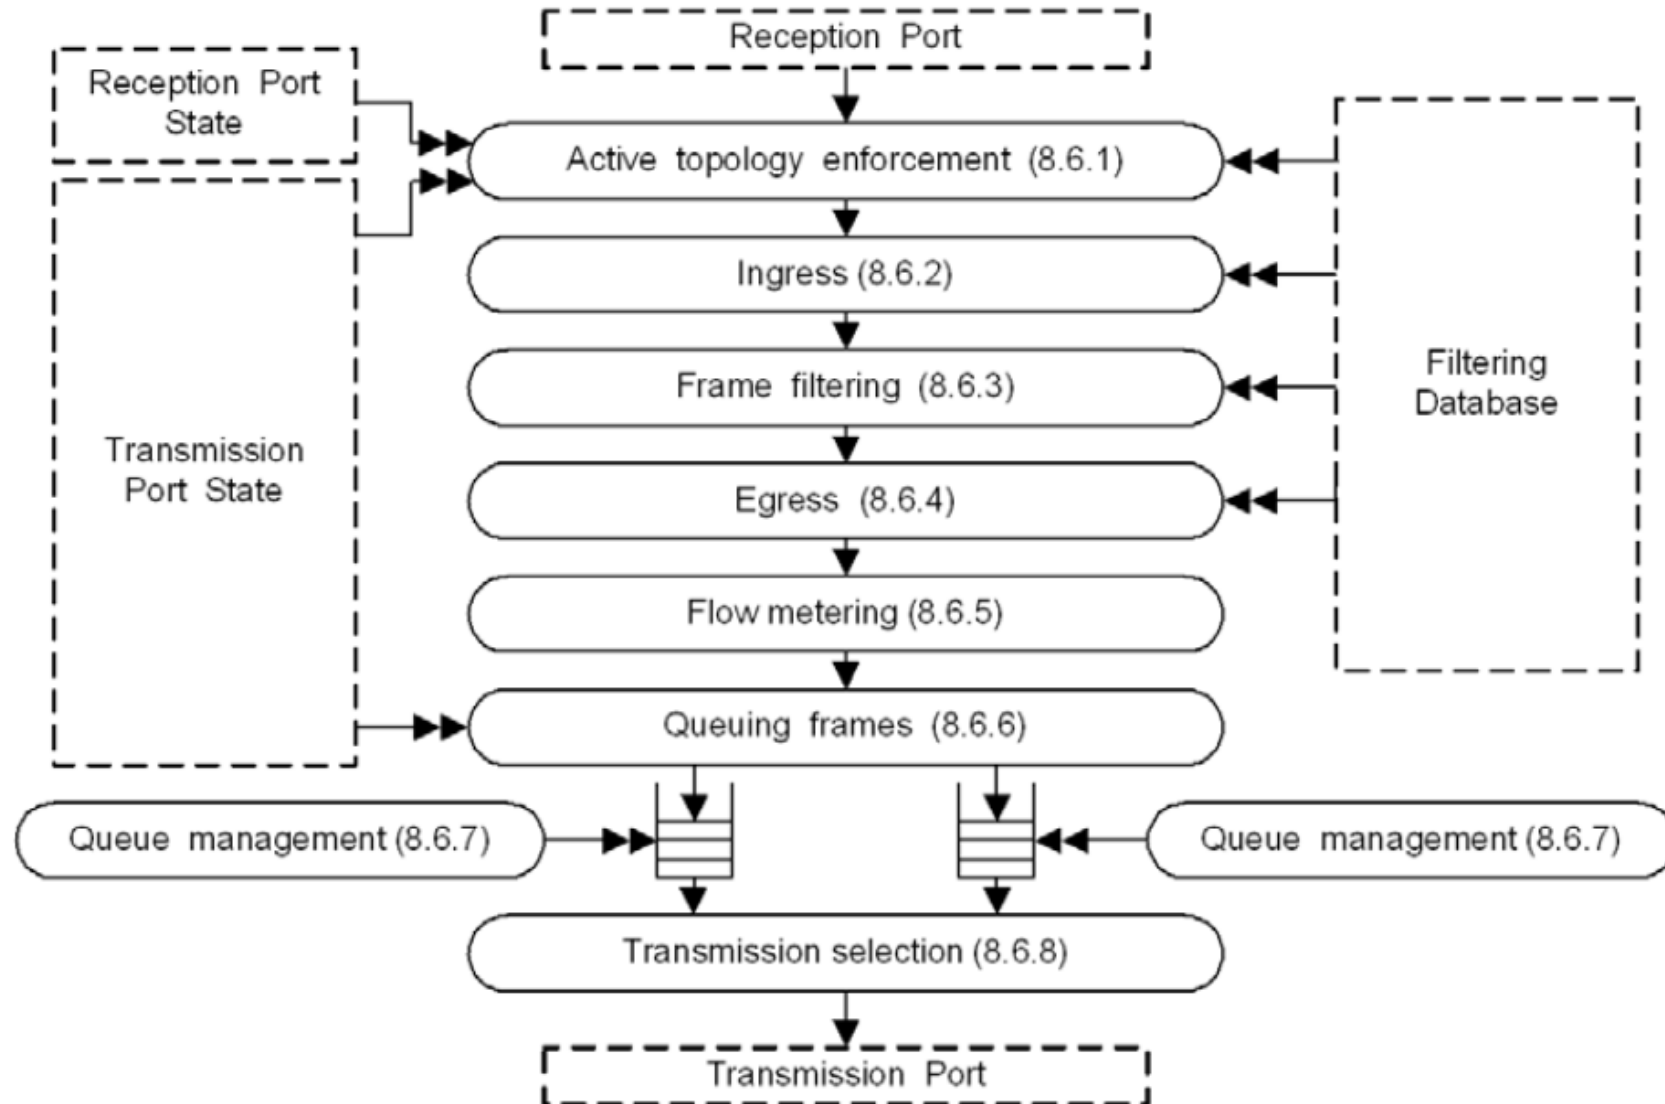 Reception Port
Reception Port
State
Active topology enforcement (8.6.1)
Ingress (8.6.2)
Frame filtering (8.6.3)
Filtering
Database
Transmission
Port State
Egress (8.6.4)
Flow metering (8.6.5)
Queuing frames (8.6.6)
Queue management (8.6.7)
Queue management (8.6.7)
Transmission selection (8.6.8)
Transmission Port